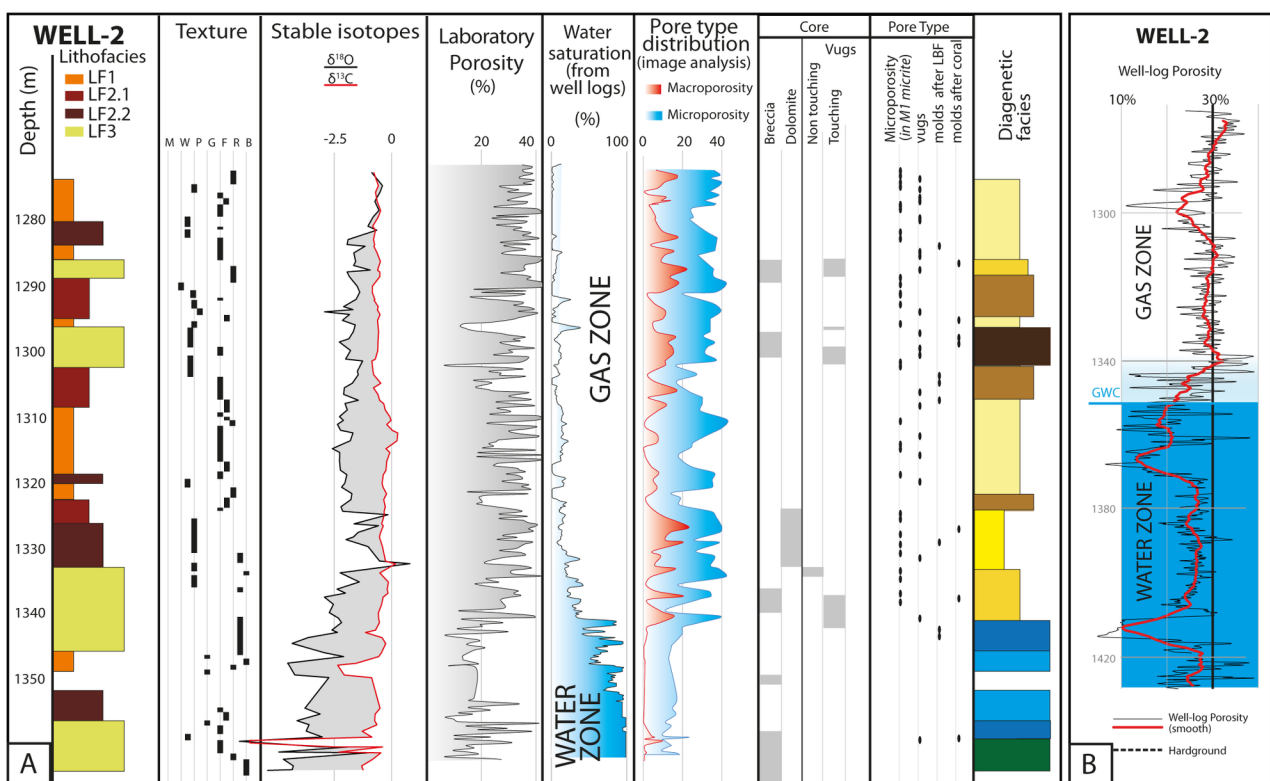 WELL-2
Lithofacies
LF1
LF2.1
LF2.2
LF3
Depth (m)
1280
1290
1300
1310
1320
1330
1340
1350
A
Texture
M W P G F R B
Stable isotopes
δ¹⁸O
δ¹³C
-2,5 0
Laboratory
Porosity
(%)
20 40
Water
saturation
(from
well logs)
(%)
0 100
GAS ZONE
WATER
ZONE
Pore type
distribution
(image analysis)
Macroporosity
Microporosity
0 20 40
Core
Vugs
Breccia
Dolomite
Non touching
Touching
Pore Type
Microporosity
(in M1 micrite)
vugs
molds after LBF
molds after coral
Diagenetic
facies
WELL-2
Well-log Porosity
10% 30%
1300
1340
GWC
1380
1420
GAS ZONE
WATER ZONE
Well-log Porosity
(smooth)
Hardground
B